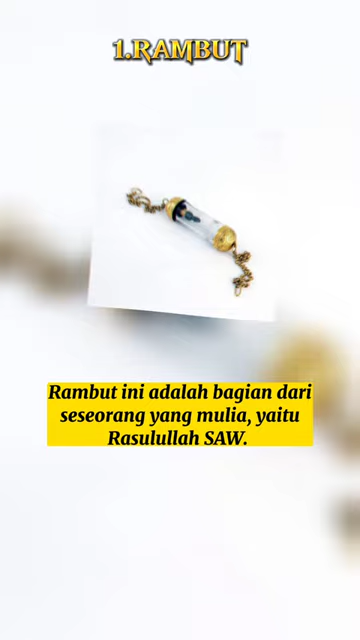 1.RAMBUT
Rambut ini adalah bagian dari
seseorang yang mulia, yaitu
Rasulullah SAW.